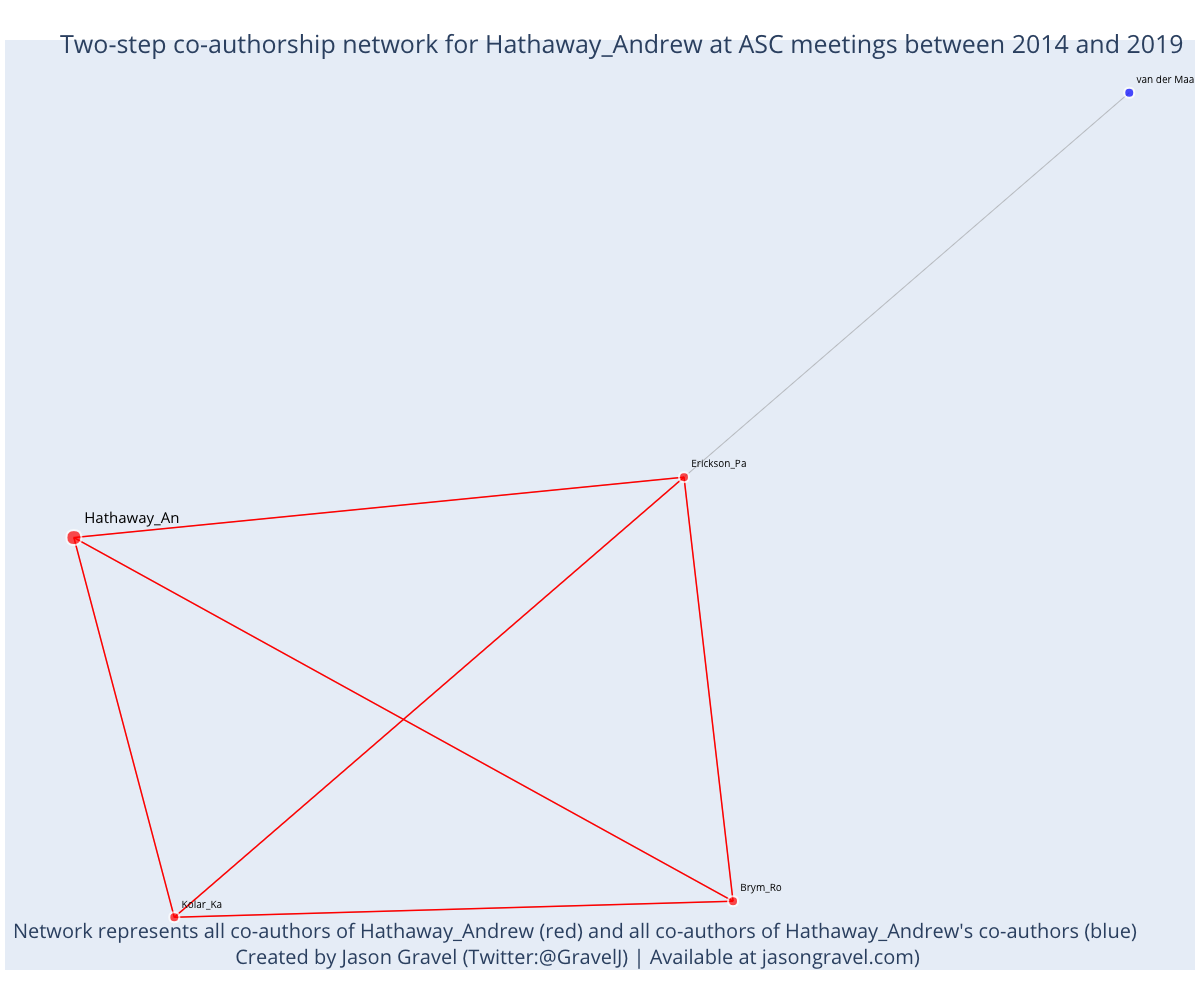 Two-step co-authorship network for Hathaway_Andrew at ASC meetings between 2014 and 2019
van der Maa
Erickson_Pa
Hathaway_An
Brym_Ro
Kolar_Ka
Network represents all co-authors of Hathaway_Andrew (red) and all co-authors of Hathaway_Andrew's co-authors (blue)
Created by Jason Gravel (Twitter:@GravelJ) | Available at jasongravel.com)